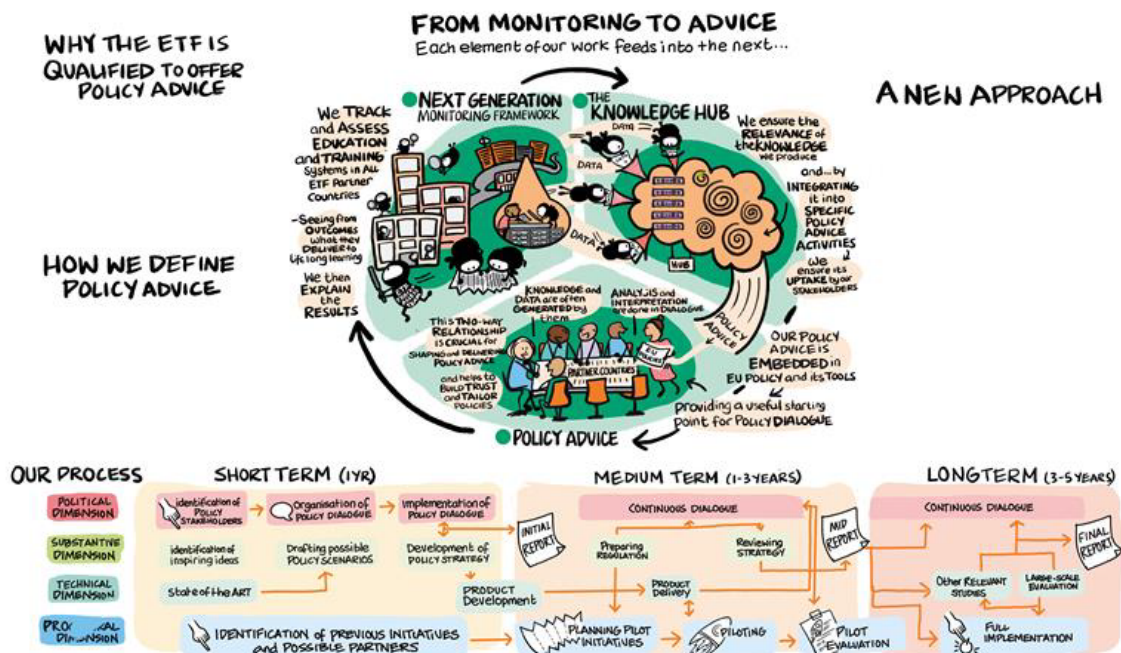 WHY THE ETF IS
QUALIFIED TO OFFER
POLICY ADVICE
HOW WE DEFINE
POLICY ADVICE
FROM MONITORING TO ADVICE
Each element of our work feeds into the next...
A NEN APPROACH
NEXT GENERATION
MONITORING FRAMEWORK
We TRACK
and ASSESS
EDUCATION
and TRAINING
Systems in ALL
ETF Partner
Countries
-Seeing from
OUTCOMES
what they
DELIVER to
life long learning
We then
EXPLAIN
the
RESULTS
THE
KNOWLEDGE HUB
DATA
DATA
DATA
HUB
We ensure the
RELEVANCE of
the KNOWLEDGE
we produce
and... by
INTEGRATING
it into
SPECIFIC
POLICY
ADVICE
ACTIVITIES
We
ensure its
UPTAKE by our
STAKEHOLDERS
POLICY ADVICE
OUR POLICY
ADVICE IS
EMBEDDED in
EU POLICY and its TOOLS
Providing a useful starting
point for POLICY DIALOGUE
KNOWLEDGE and
DATA are often
GENERATED by
them
ANALYSIS and
INTERPRETATION
are done in DIALOGUE
This TWO-WAY
RELATIONSHIP
IS CRUCIAL for
SHAPING and DELIVERING
POLICY ADVICE
and helps to
BUILD TRUST
and TAILOR
POLICIES
PARTNER COUNTRIES
EU
POLICIES
POLICY ADVICE
OUR PROCESS
POLITICAL
DIMENSION
SUBSTANTIVE
DIMENSION
TECHNICAL
DIMENSION
DIMENSION
SHORT TERM (1YR)
identification of
POLICY
STAKEHOLDERS
Organisation of
POLICY DIALOGUE
Implementation of
POLICY DIALOGUE
INITIAL
REPORT
identification of
inspiring ideas
Drafting possible
POLICY SCENARIOS
Development of
POLICY STRATEGY
State of the ART
PRODUCT
Development
IDENTIFICATION of PREVIOUS INITIATIVES
and POSSIBLE PARTNERS
MEDIUM TERM (1-3 YEARS)
CONTINUOUS DIALOGUE
MID
REPORT
Preparing
REGULATION
Reviewing
STRATEGY
PRODUCT
Delivery
PLANNING PILOT
INITIATIVES
PILOTING
PILOT
EVALUATION
LONG TERM (3-5 YEARS)
CONTINUOUS DIALOGUE
FINAL
REPORT
Other Relevant
STUDIES
LARGE-SCALE
EVALUATION
FULL
IMPLEMENTATION